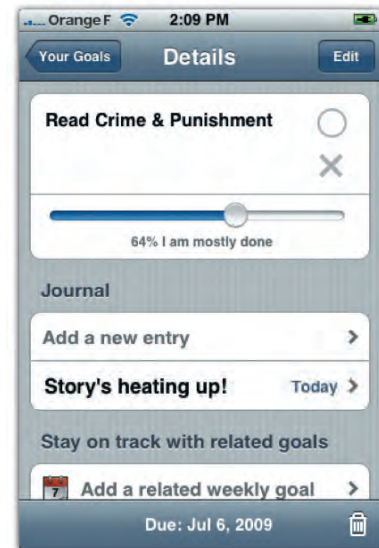 Orange F 2:09 PM
Your Goals Details Edit
Read Crime & Punishment
64% I am mostly done
Journal
Add a new entry
Story's heating up! Today
Stay on track with related goals
7 Add a related weekly goal
Due: Jul 6, 2009